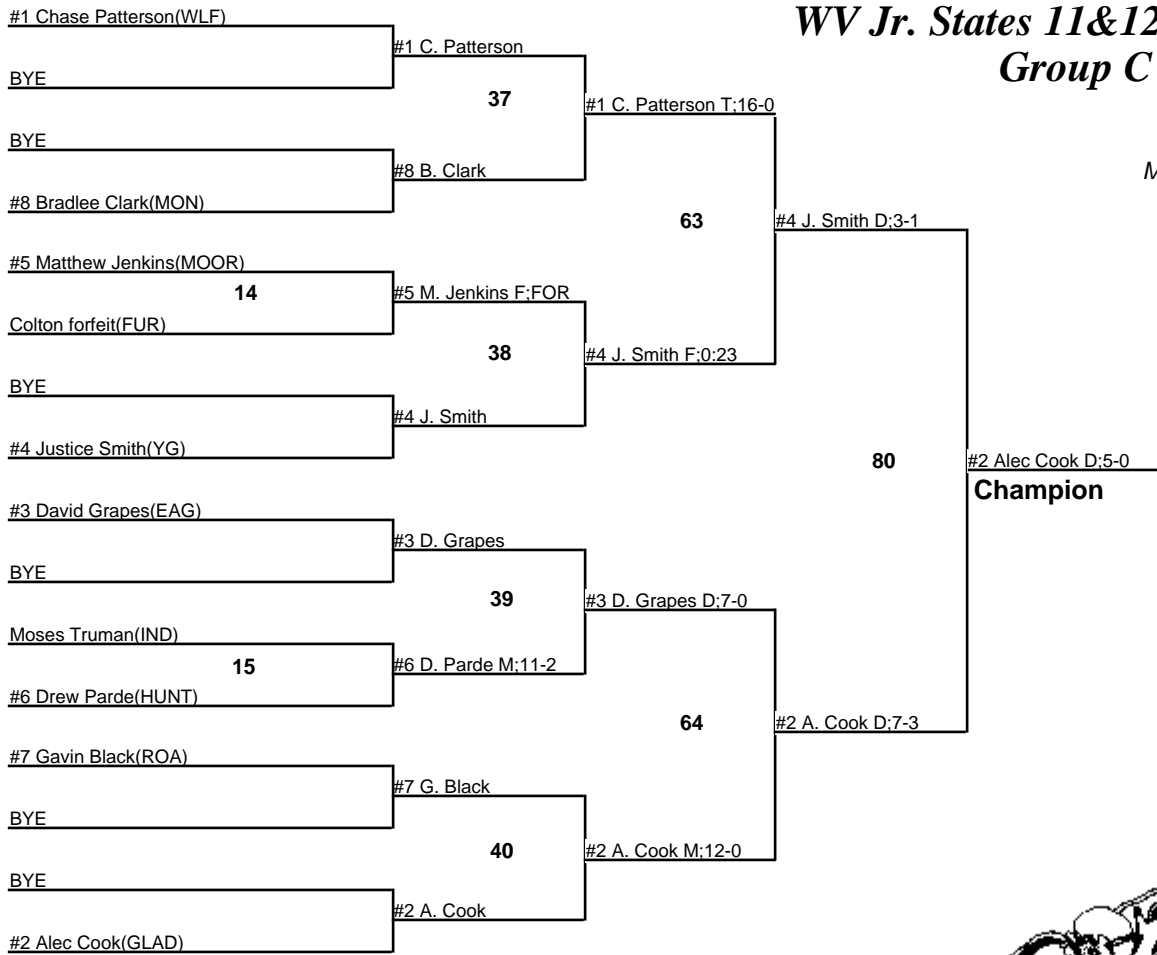 WV Jr. States 11&12
Group C
M
#1 Chase Patterson(WLF)
BYE
BYE
#8 Bradlee Clark(MON)
#5 Matthew Jenkins(MOOR)
14
Colton forfeit(FUR)
BYE
#4 Justice Smith(YG)
#3 David Grapes(EAG)
BYE
Moses Truman(IND)
15
#6 Drew Parde(HUNT)
#7 Gavin Black(ROA)
BYE
BYE
#2 Alec Cook(GLAD)
#1 C. Patterson
37
#8 B. Clark
#5 M. Jenkins F;FOR
38
#4 J. Smith
#3 D. Grapes
39
#6 D. Parde M;11-2
#7 G. Black
40
#2 A. Cook
#1 C. Patterson T;16-0
63
#4 J. Smith F;0:23
#3 D. Grapes D;7-0
64
#2 A. Cook M;12-0
#4 J. Smith D;3-1
80
#2 A. Cook D;7-3
#2 Alec Cook D;5-0
Champion